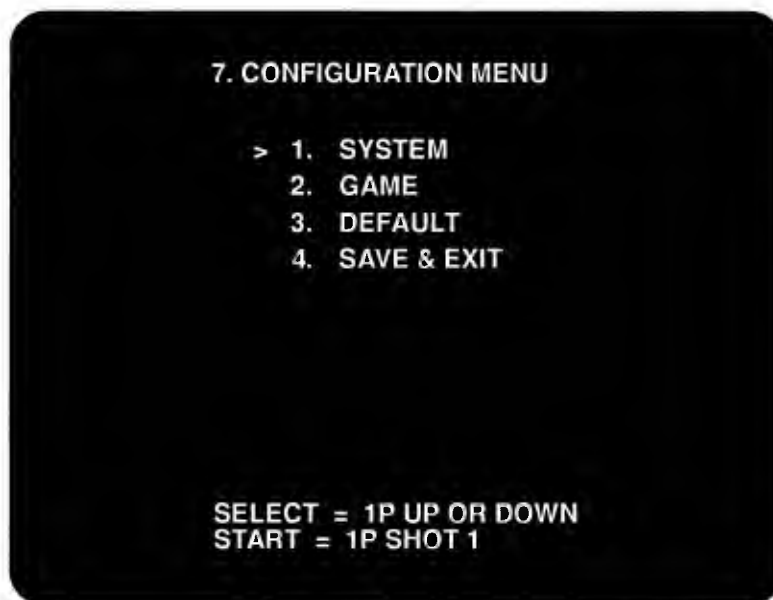 7. CONFIGURATION MENU
> 1. SYSTEM
2. GAME
3. DEFAULT
4. SAVE & EXIT
SELECT = 1P UP OR DOWN
START = 1P SHOT 1